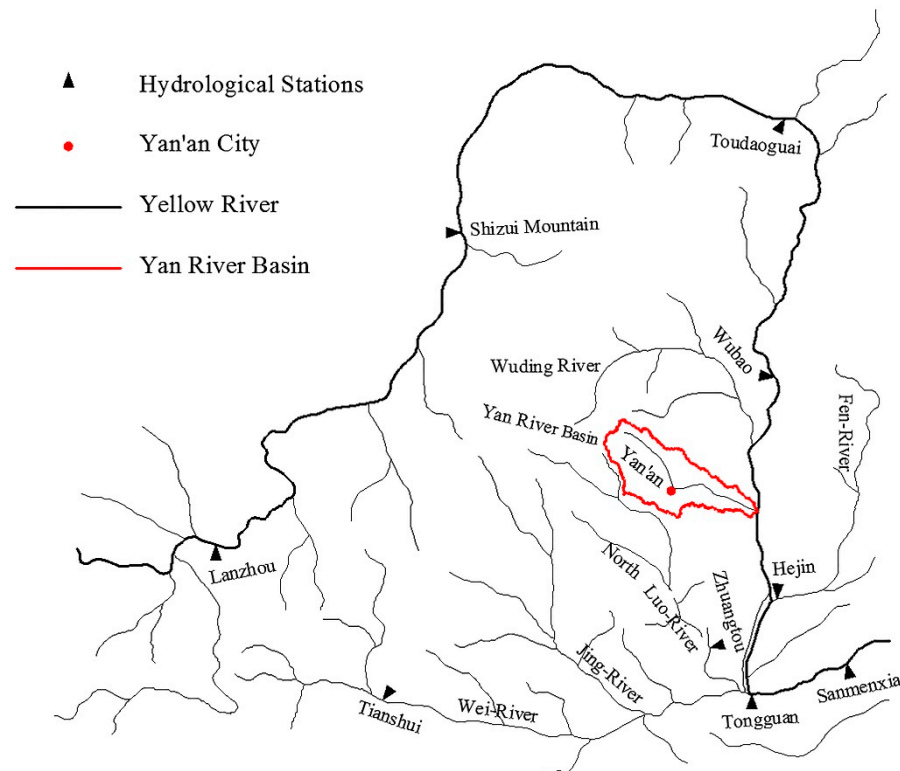 Hydrological Stations
Yan'an City
Yellow River
Yan River Basin
Toudaoguai
Shizui Mountain
Wubao
Wuding River
Fen-River
Yan River Basin
Yan'an
Hejin
Lanzhou
North Luo-River
Zhuangtou
Jing-River
Sanmenxia
Tianshui
Wei-River
Tongguan